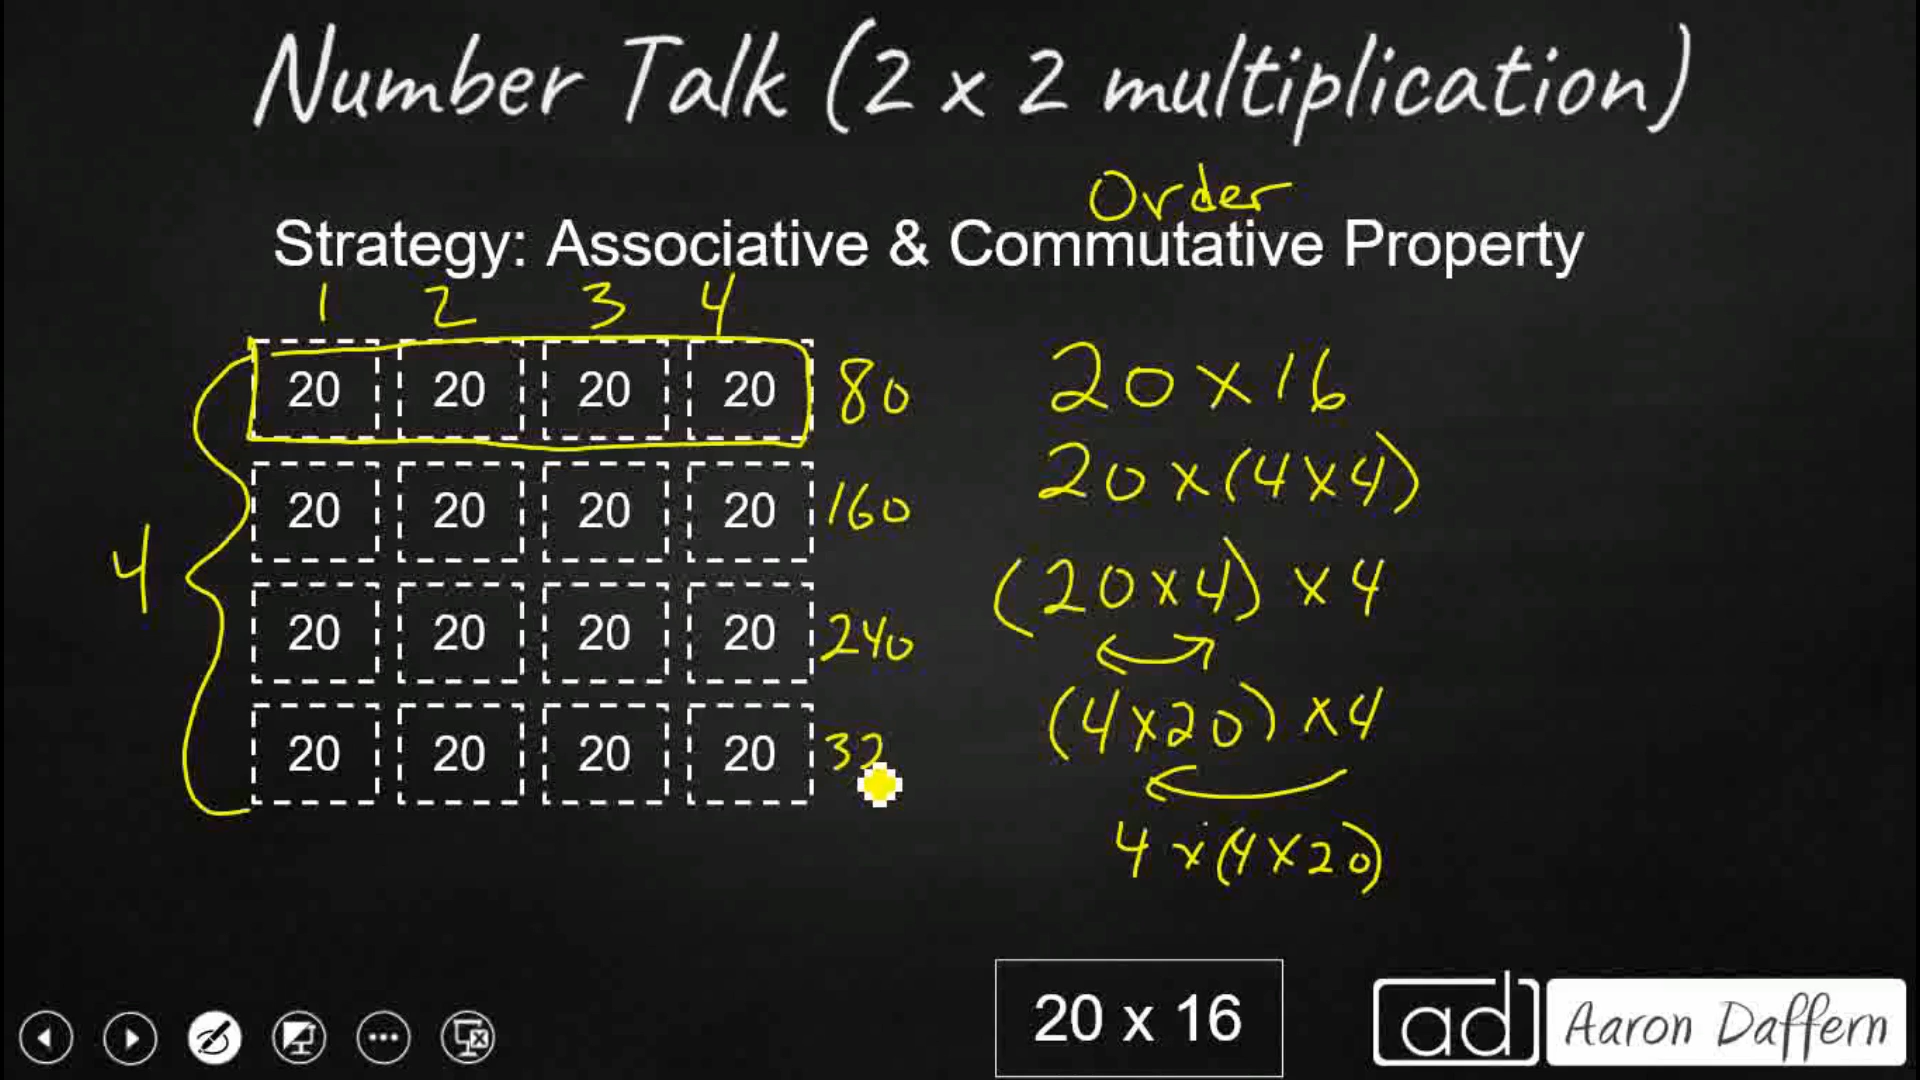 Number Talk (2 x 2 multiplication)
Order
Strategy: Associative & Commutative Property
1 2 3 4
20 20 20 20 80
20 20 20 20 160
20 20 20 20 240
20 20 20 20 32
4
20 x 16
20 x (4 x 4)
(20 x 4) x 4
(4 x 20) x 4
4 x (4 x 20)
20 x 16
ad Aaron Daffern